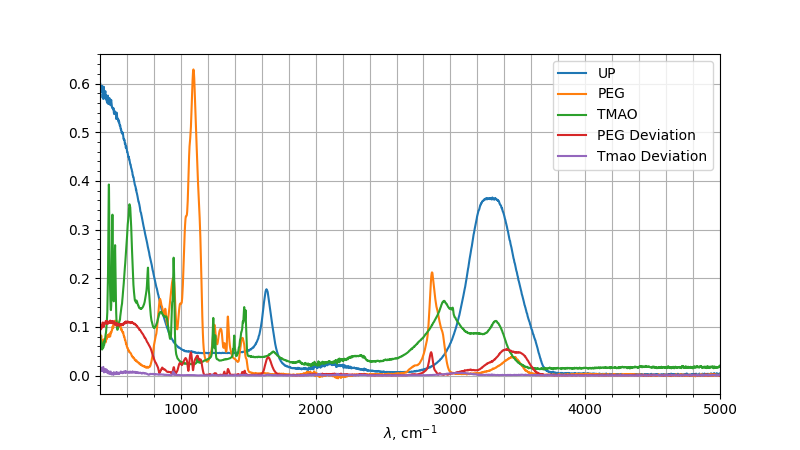 UP
PEG
TMAO
PEG Deviation
Tmao Deviation
0.6
0.5
0.4
0.3
0.2
0.1
0.0
1000 2000 3000 4000 5000
λ, cm⁻¹